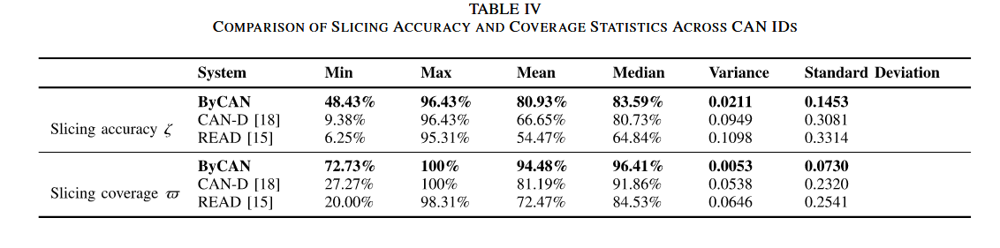 TABLE IV
COMPARISON OF SLICING ACCURACY AND COVERAGE STATISTICS ACROSS CAN IDS
System Min Max Mean Median Variance Standard Deviation
Slicing accuracy ζ
ByCAN 48.43% 96.43% 80.93% 83.59% 0.0211 0.1453
CAN-D [18] 9.38% 96.43% 66.65% 80.73% 0.0949 0.3081
READ [15] 6.25% 95.31% 54.47% 64.84% 0.1098 0.3314
Slicing coverage ϖ
ByCAN 72.73% 100% 94.48% 96.41% 0.0053 0.0730
CAN-D [18] 27.27% 100% 81.19% 91.86% 0.0538 0.2320
READ [15] 20.00% 98.31% 72.47% 84.53% 0.0646 0.2541